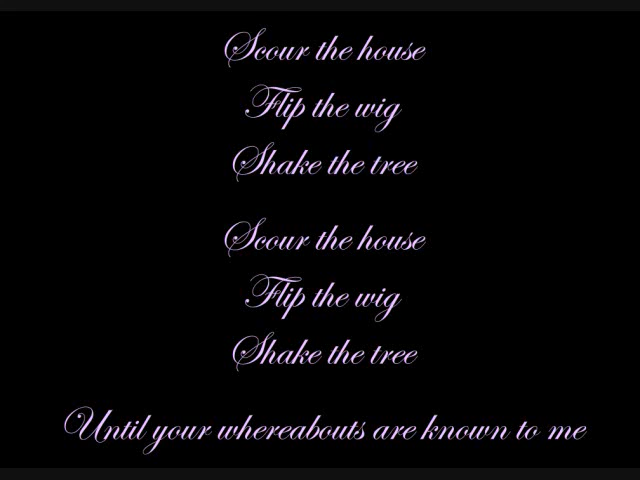 Scour the house
Flip the wig
Shake the tree
Scour the house
Flip the wig
Shake the tree
Until your whereabouts are known to me